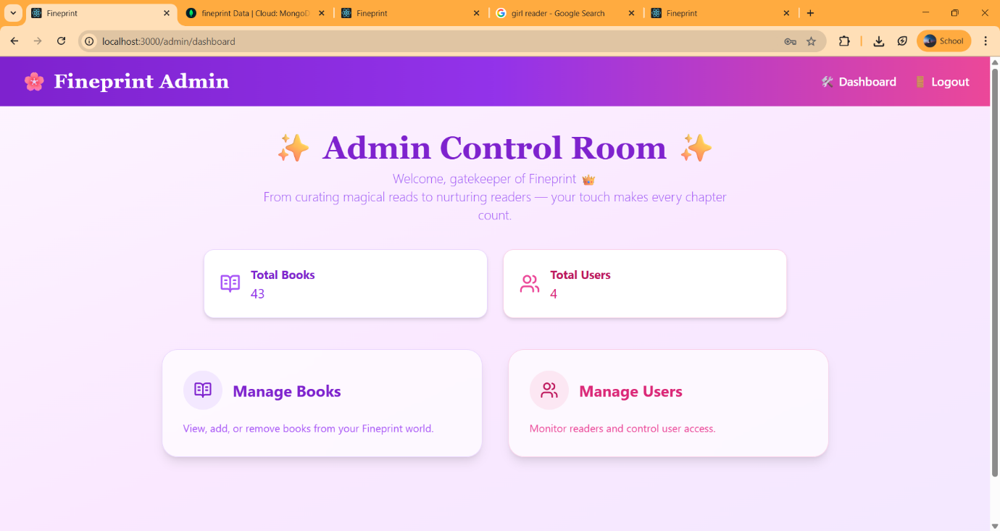 Fineprint
fineprint Data | Cloud: MongoD
Fineprint
girl reader - Google Search
Fineprint
localhost:3000/admin/dashboard
School
🌸 Fineprint Admin
🛠️ Dashboard
🚪 Logout
✨ Admin Control Room ✨
Welcome, gatekeeper of Fineprint 👑
From curating magical reads to nurturing readers — your touch makes every chapter
count.
Total Books
43
Total Users
4
Manage Books
View, add, or remove books from your Fineprint world.
Manage Users
Monitor readers and control user access.